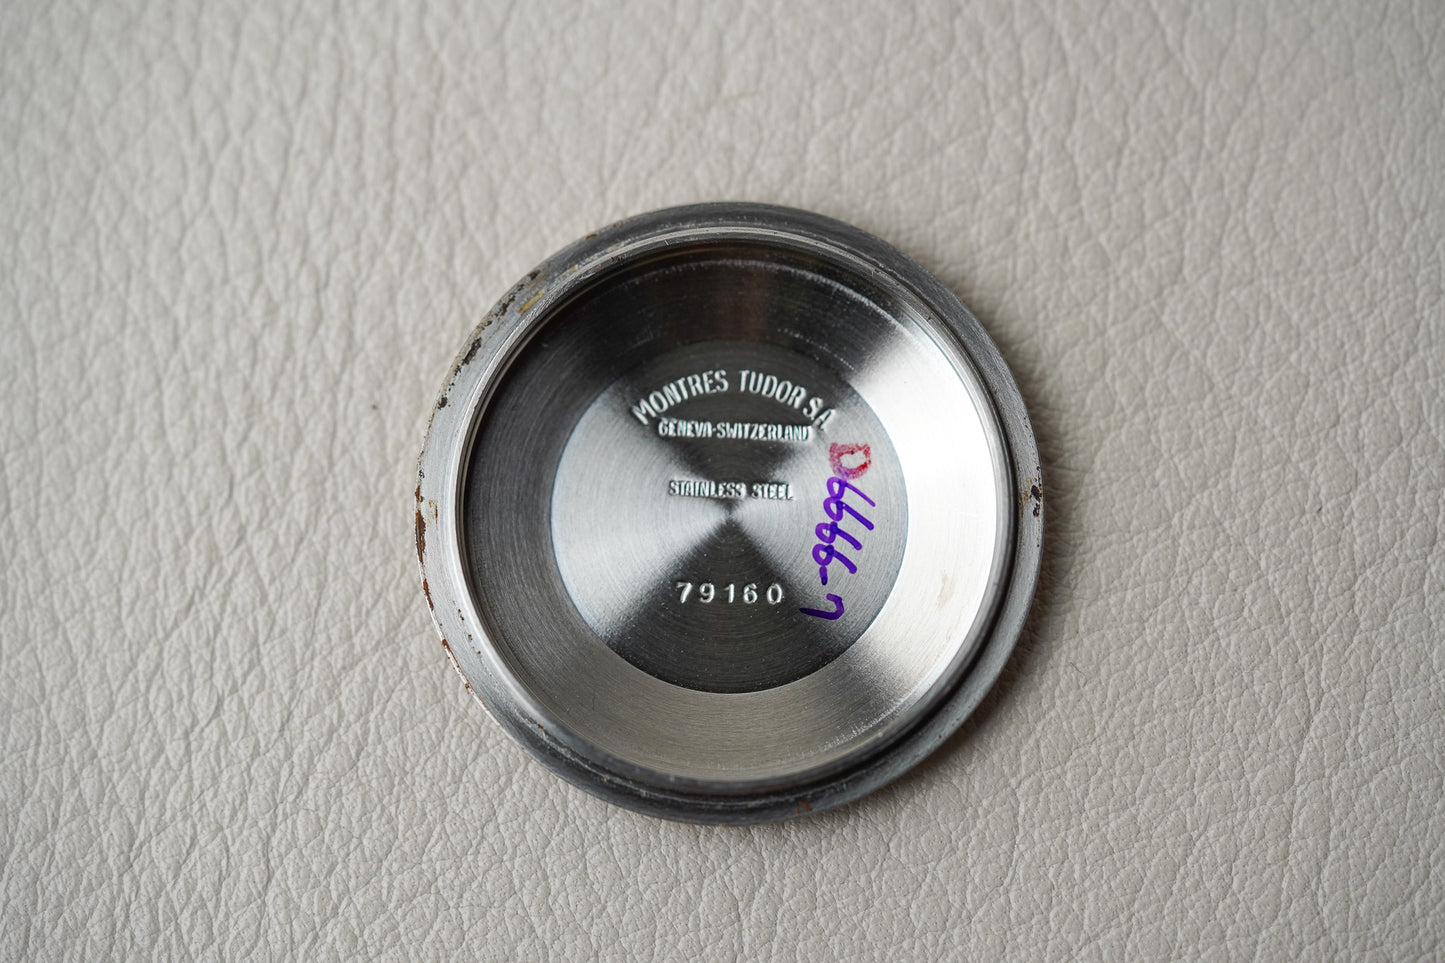 MONTRES TUDOR S.A.
GENEVA-SWITZERLAND
STAINLESS STEEL
79160